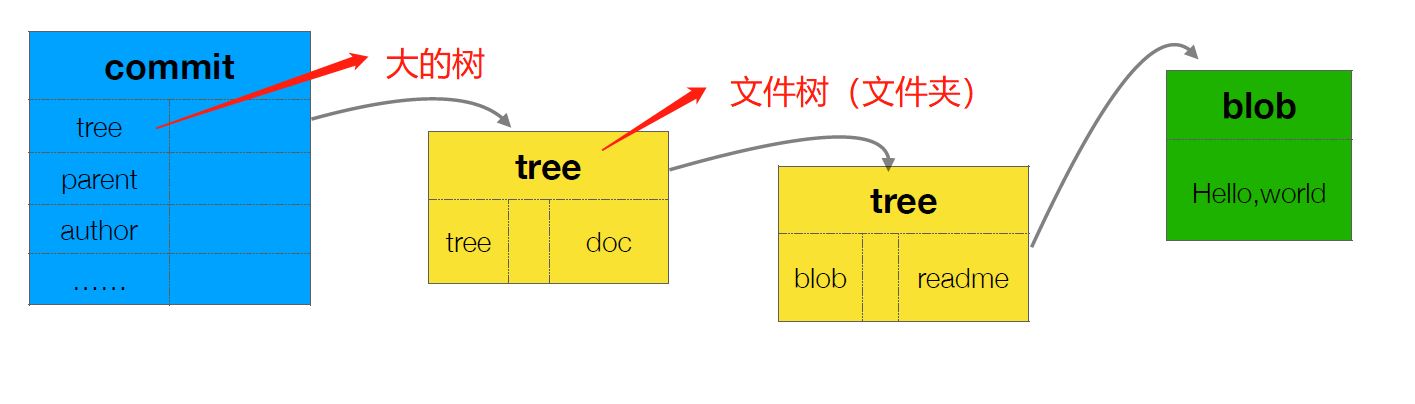 commit
大的树
tree
parent
author
……
文件树（文件夹）
tree
tree doc
tree
blob readme
blob
Hello,world